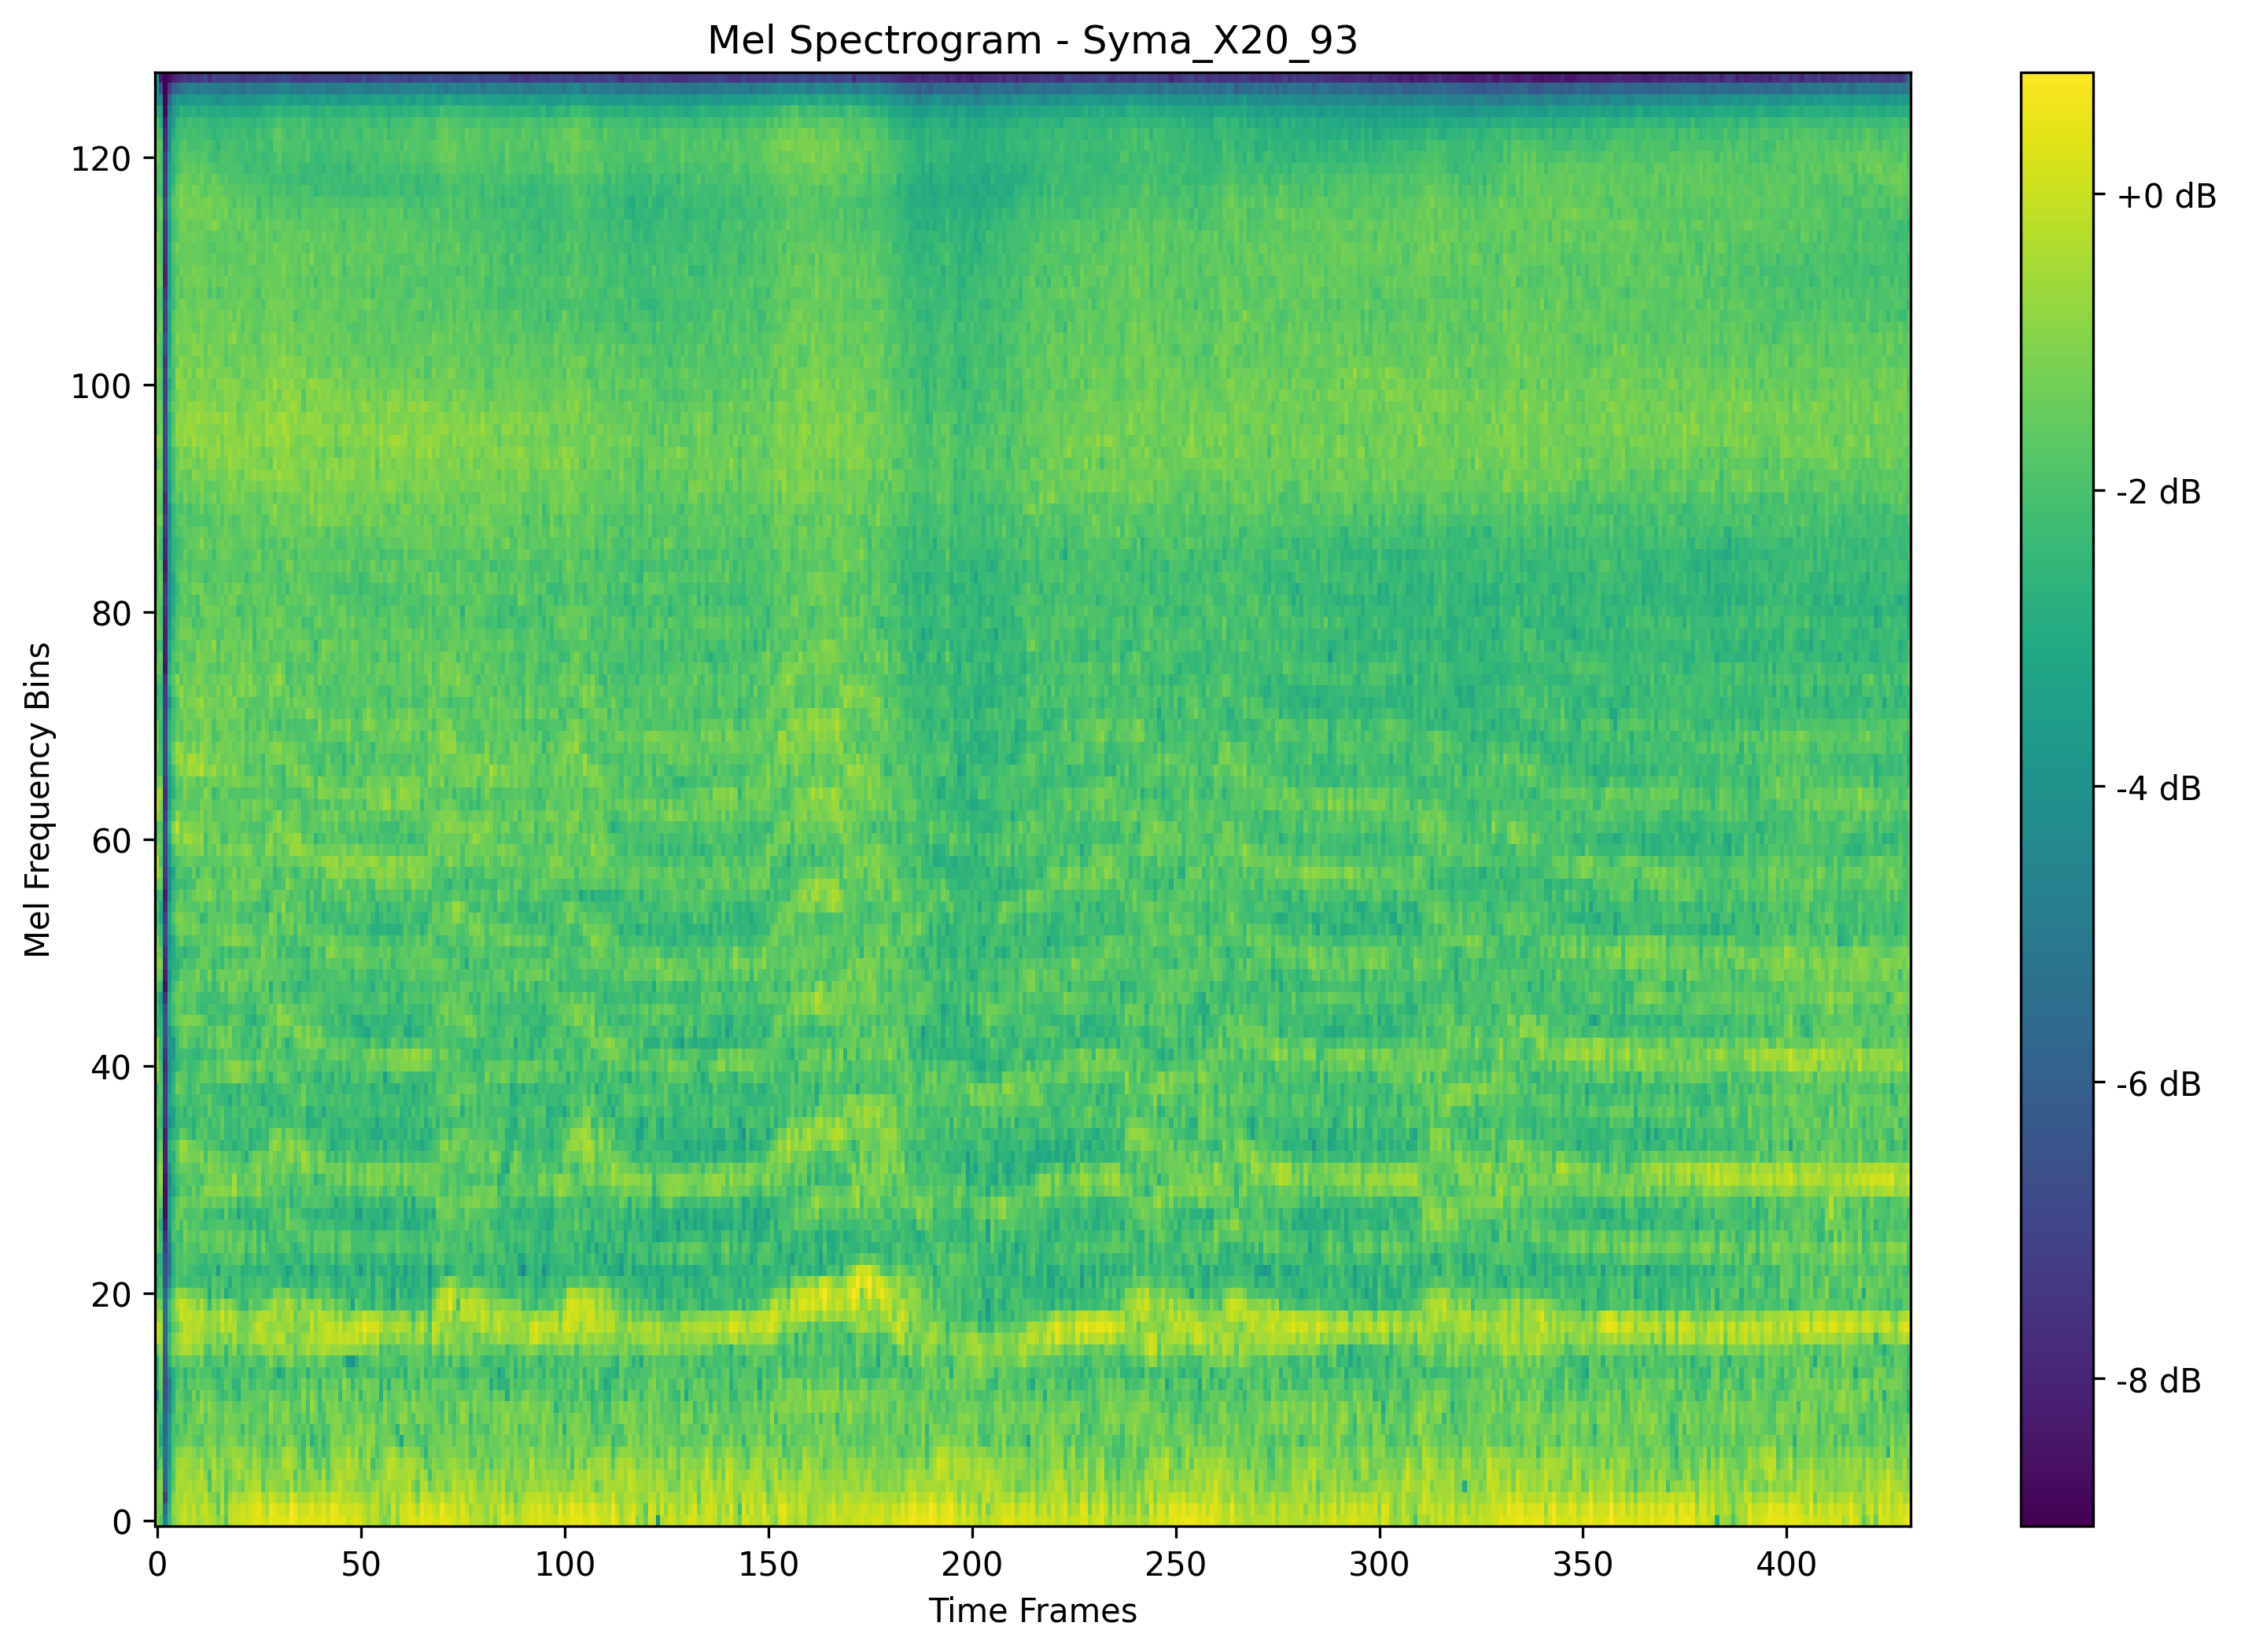 Mel Spectrogram - Syma_X20_93
Mel Frequency Bins
120
100
80
60
40
20
0
0 50 100 150 200 250 300 350 400
Time Frames
+0 dB
-2 dB
-4 dB
-6 dB
-8 dB